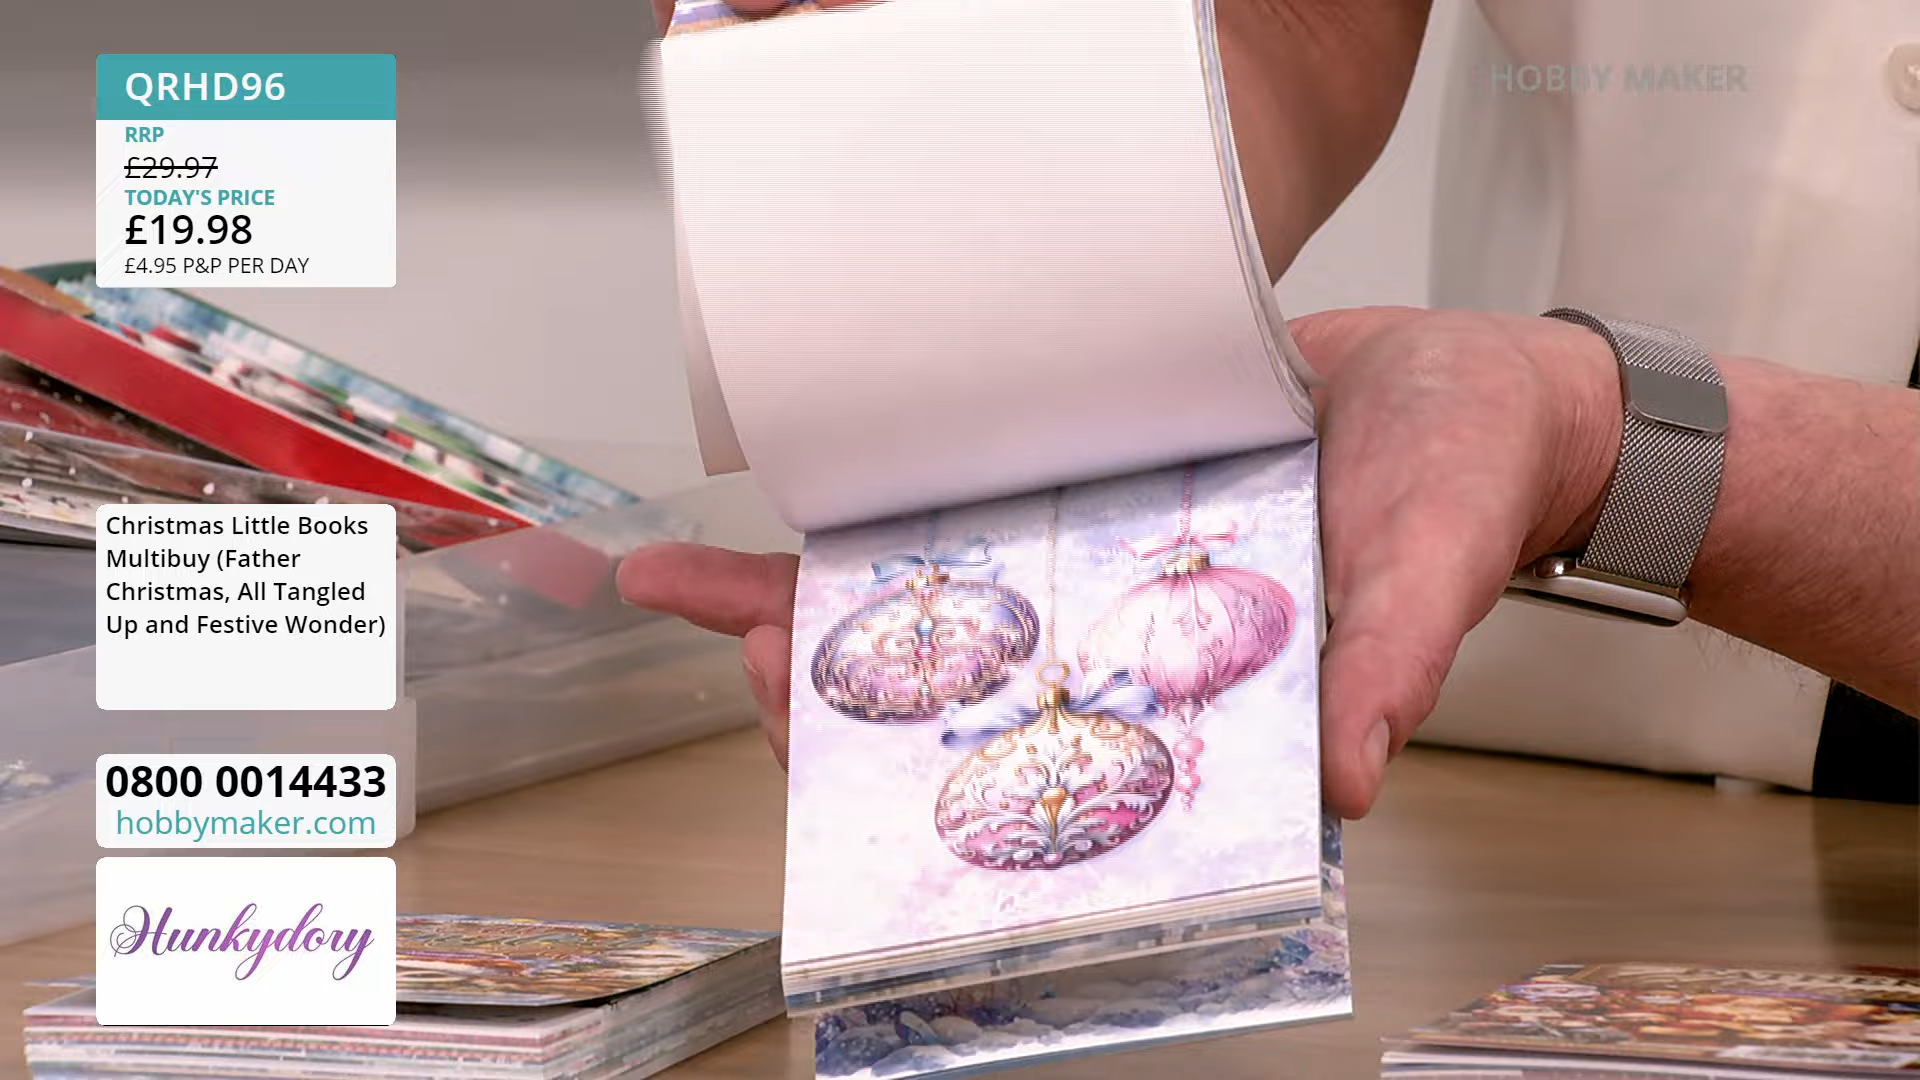 QRHD96
RRP
£29.97
TODAY'S PRICE
£19.98
£4.95 P&P PER DAY
HOBBY MAKER
Christmas Little Books
Multibuy (Father
Christmas, All Tangled
Up and Festive Wonder)
0800 0014433
hobbymaker.com
Hunkydory